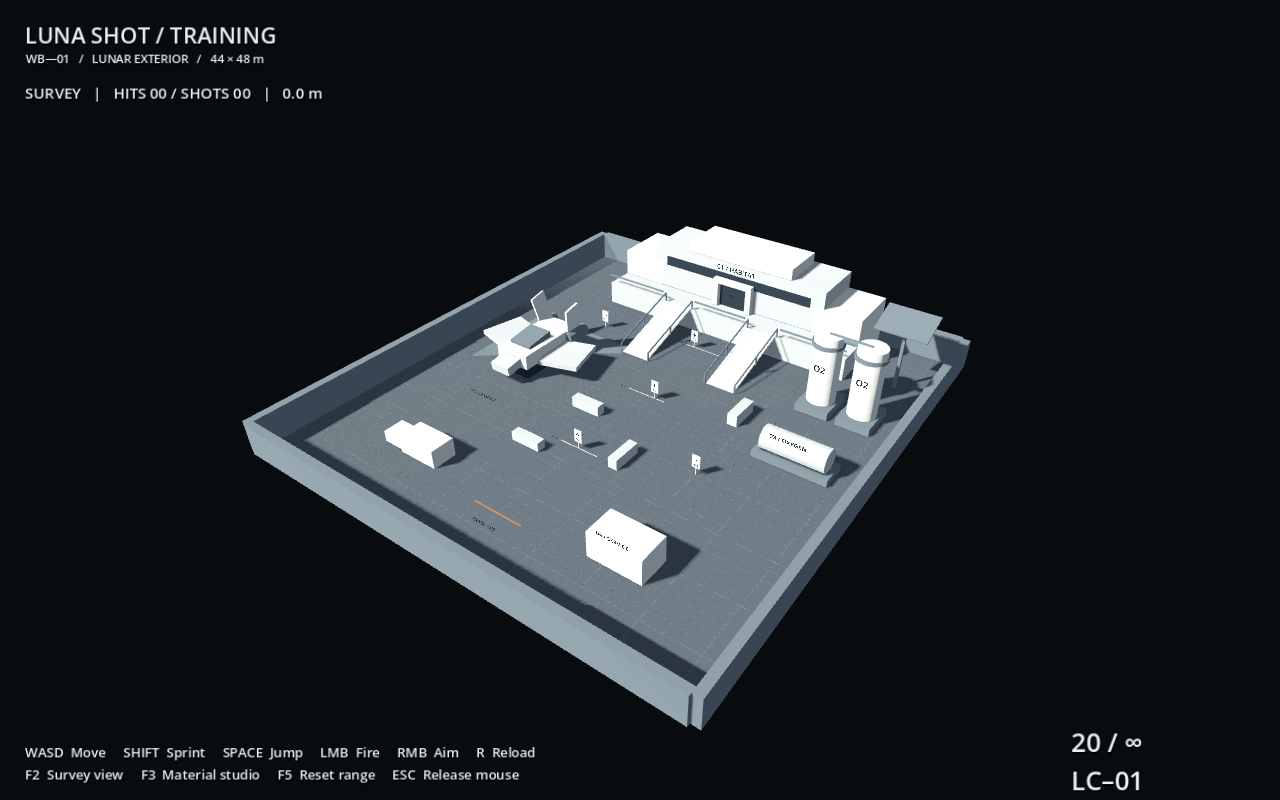 LUNA SHOT / TRAINING
WB—01 / LUNAR EXTERIOR / 44 × 48 m
SURVEY | HITS 00 / SHOTS 00 | 0.0 m
01 / HABITAT
O2
O2
WASD Move SHIFT Sprint SPACE Jump LMB Fire RMB Aim R Reload
F2 Survey view F3 Material studio F5 Reset range ESC Release mouse
20 / ∞
LC–01